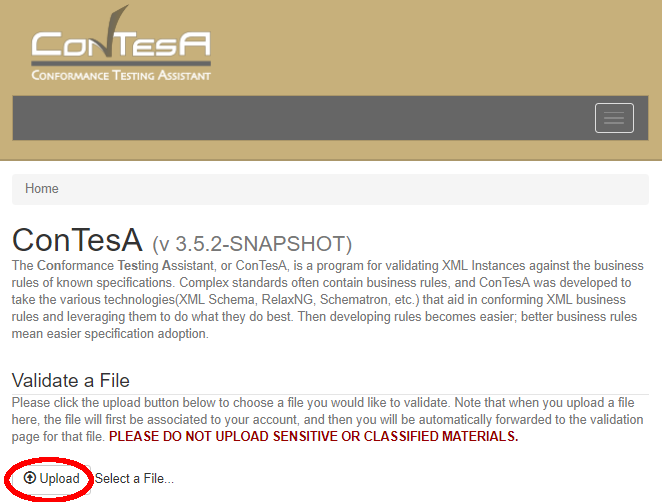 ConTesA
Conformance Testing Assistant
Home
ConTesA (v 3.5.2-SNAPSHOT)
The Conformance Testing Assistant, or ConTesA, is a program for validating XML Instances against the business
rules of known specifications. Complex standards often contain business rules, and ConTesA was developed to
take the various technologies(XML Schema, RelaxNG, Schematron, etc.) that aid in conforming XML business
rules and leveraging them to do what they do best. Then developing rules becomes easier; better business rules
mean easier specification adoption.
Validate a File
Please click the upload button below to choose a file you would like to validate. Note that when you upload a file
here, the file will first be associated to your account, and then you will be automatically forwarded to the validation
page for that file. PLEASE DO NOT UPLOAD SENSITIVE OR CLASSIFIED MATERIALS.
Upload Select a File...